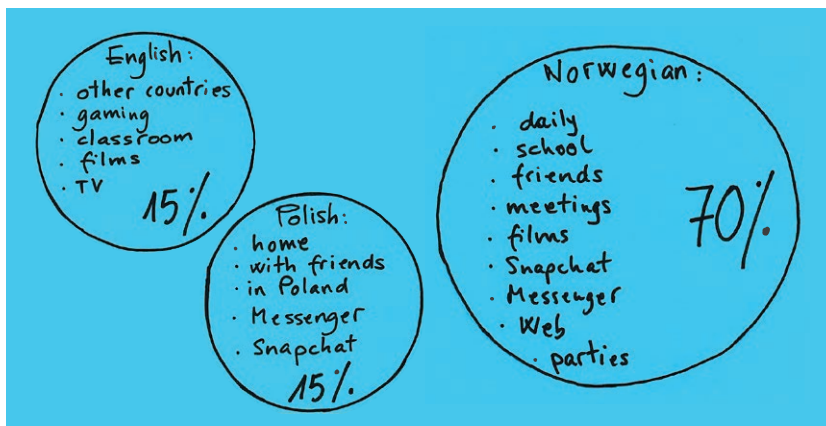 English:
· other countries
· gaming
· classroom
· films
· TV
15%
Polish:
· home
· with friends
· in Poland
· Messenger
· Snapchat
15%
Norwegian:
· daily
· school
· friends
· meetings
· films
· Snapchat
· Messenger
· Web
· parties
70%